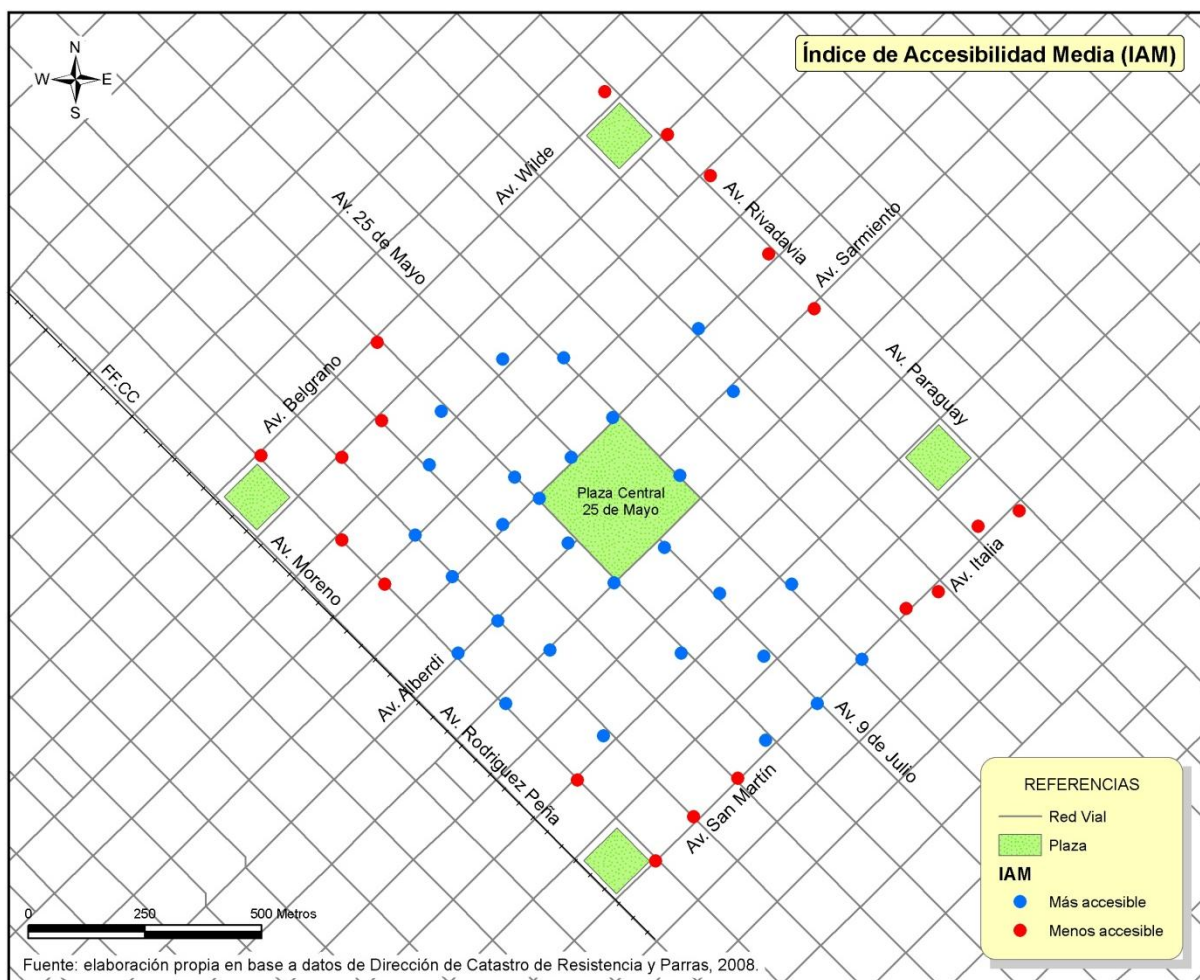 Índice de Accesibilidad Media (IAM)
N
W
E
S
Av. Wilde
Av. 25 de Mayo
Av. Rivadavia
Av. Sarmiento
FF.CC
Av. Belgrano
Av. Paraguay
Plaza Central
25 de Mayo
Av. Moreno
Av. Italia
Av. Alberdi
Av. Rodriguez Peña
Av. 9 de Julio
Av. San Martín
REFERENCIAS
Red Vial
Plaza
IAM
Más accesible
Menos accesible
0 250 500 Metros
Fuente: elaboración propia en base a datos de Dirección de Catastro de Resistencia y Parras, 2008.